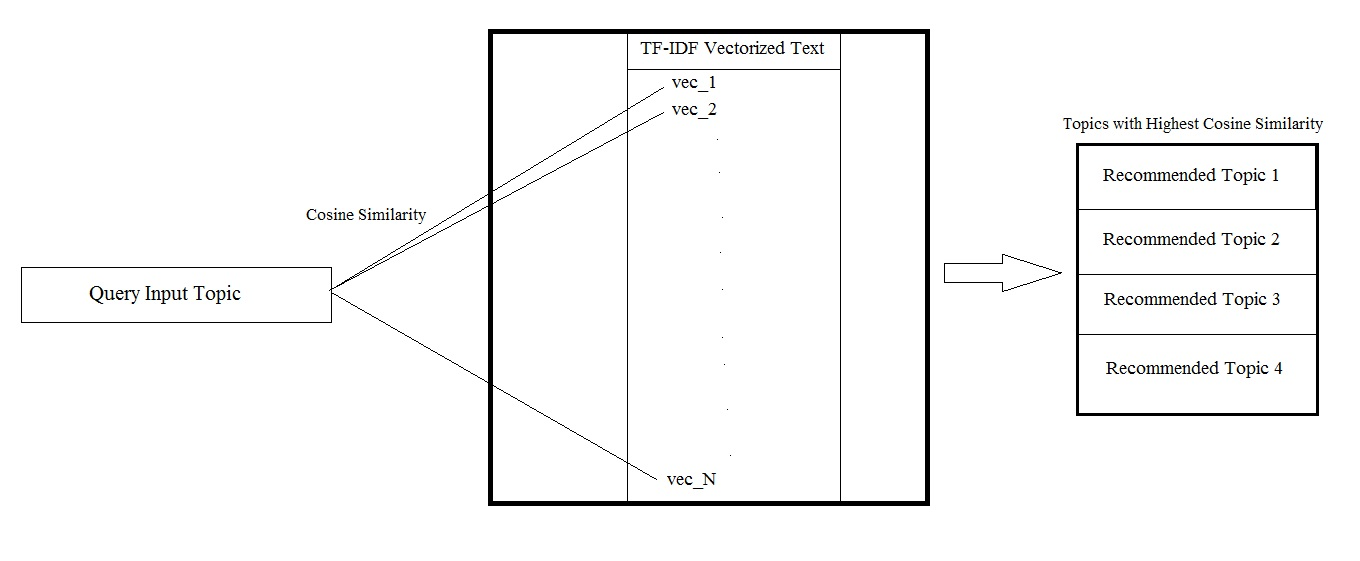 TF-IDF Vectorized Text
vec_1
vec_2
Topics with Highest Cosine Similarity
Recommended Topic 1
Cosine Similarity
Recommended Topic 2
Query Input Topic
Recommended Topic 3
Recommended Topic 4
vec_N